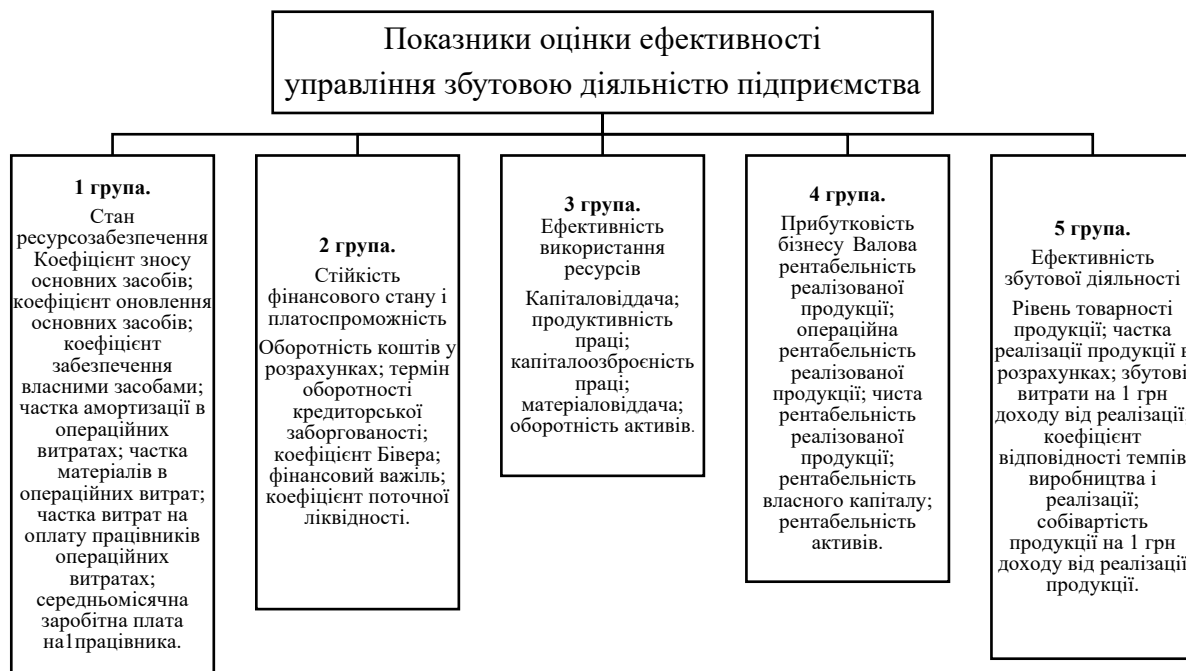 Показники оцінки ефективності
управління збутовою діяльністю підприємства
1 група.
Стан
ресурсозабезпечення
Коефіцієнт зносу
основних засобів;
коефіцієнт оновлення
основних засобів;
коефіцієнт
забезпечення
власними засобами;
частка амортизації в
операційних
витратах; частка
матеріалів в
операційних витрат;
частка витрат на
оплату працівників
операційних
витратах;
середньомісячна
заробітна плата
на1працівника.
2 група.
Стійкість
фінансового стану і
платоспроможність
Оборотність коштів у
розрахунках; термін
оборотності
кредиторської
заборгованості;
коефіцієнт Бівера;
фінансовий важіль;
коефіцієнт поточної
ліквідності.
3 група.
Ефективність
використання
ресурсів
Капіталовіддача;
продуктивність
праці;
капіталоозброєність
праці;
матеріаловіддача;
оборотність активів.
4 група.
Прибутковість
бізнесу Валова
рентабельність
реалізованої
продукції;
операційна
рентабельність
реалізованої
продукції; чиста
рентабельність
реалізованої
продукції;
рентабельність
власного капіталу;
рентабельність
активів.
5 група.
Ефективність
збутової діяльності
Рівень товарності
продукції; частка
реалізації продукції в
розрахунках; збутові
витрати на 1 грн
доходу від реалізації
коефіцієнт
відповідності темпів
виробництва і
реалізації;
собівартість
продукції на 1 грн
доходу від реалізації
продукції.